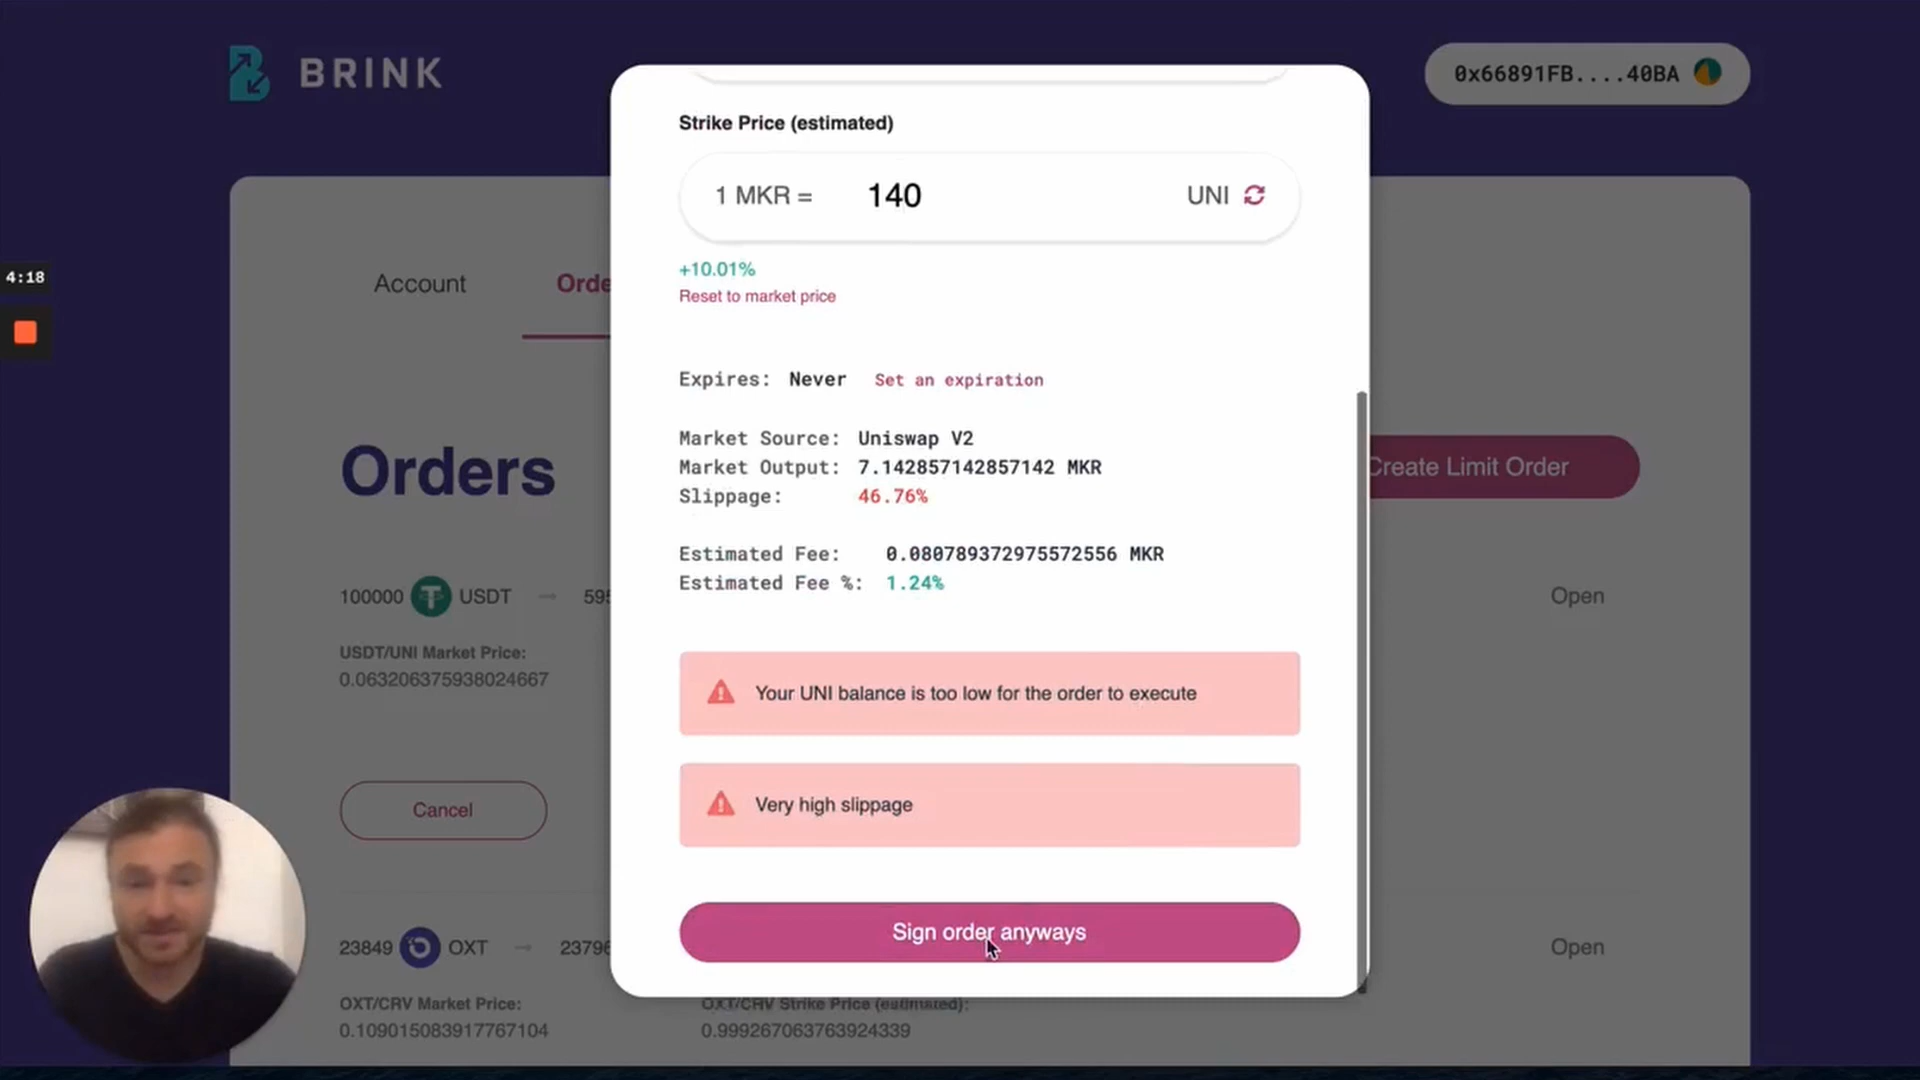 BRINK
0x66891FB....40BA
4:18
Account
Orde
Orders
Create Limit Order
100000 USDT → 595
Open
USDT/UNI Market Price:
0.063206375938024667
Cancel
23849 OXT → 23796
Open
OXT/CRV Market Price:
0.109015083917767104
OXT/CRV Strike Price (estimated):
0.999267063763924339
Strike Price (estimated)
1 MKR = 140 UNI
+10.01%
Reset to market price
Expires: Never Set an expiration
Market Source: Uniswap V2
Market Output: 7.142857142857142 MKR
Slippage: 46.76%
Estimated Fee: 0.080789372975572556 MKR
Estimated Fee %: 1.24%
Your UNI balance is too low for the order to execute
Very high slippage
Sign order anyways